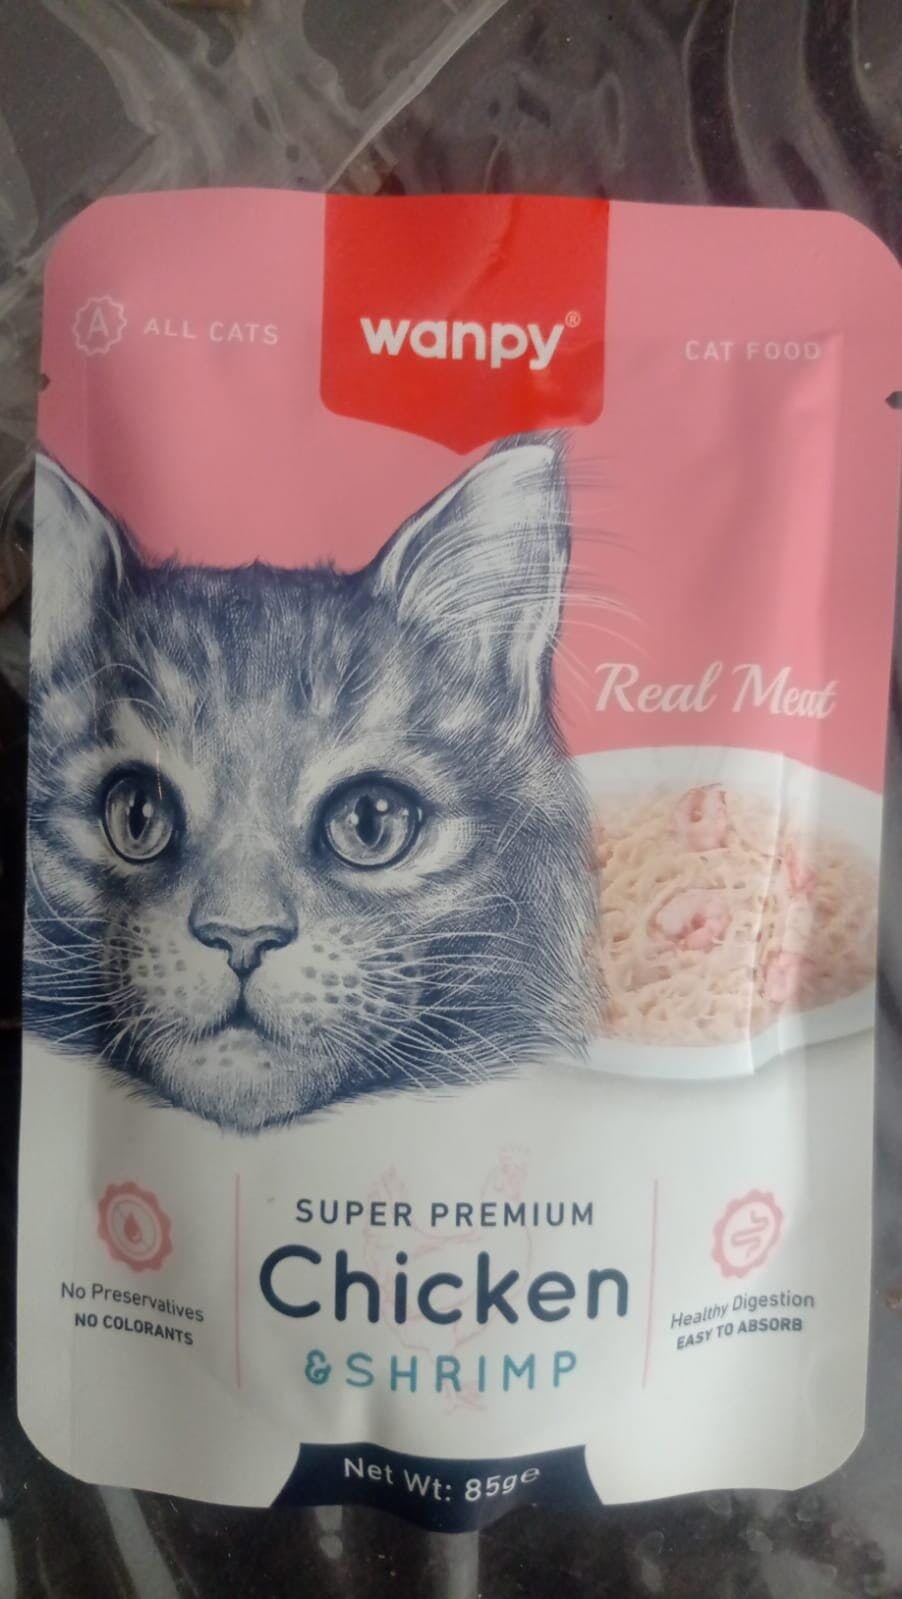 A ALL CATS
wanpy®
CAT FOOD
Real Meat
SUPER PREMIUM
Chicken
& SHRIMP
No Preservatives
NO COLORANTS
Healthy Digestion
EASY TO ABSORB
Net Wt: 85g℮